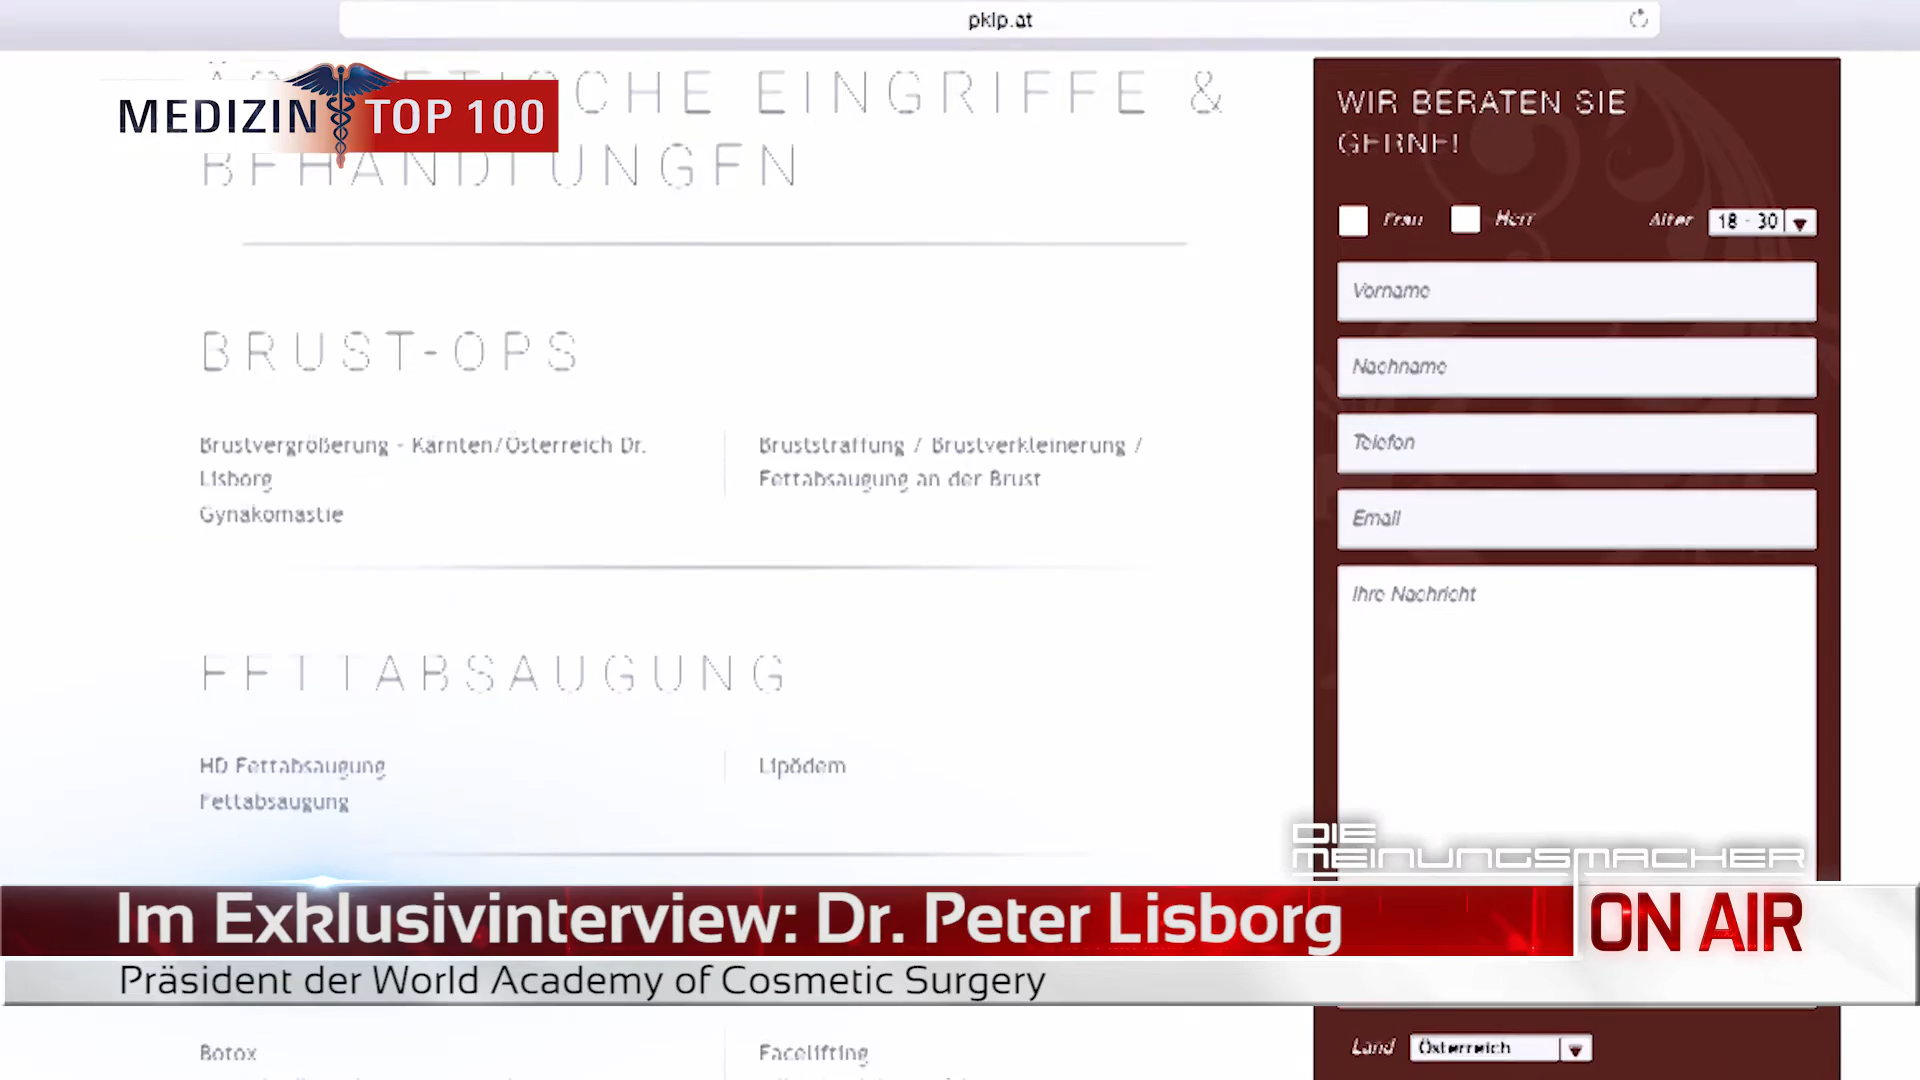 pklp.at
MEDIZIN TOP 100
CHE EINGRIFFE &
BEHANDLUNGEN
BRUST-OPS
Brustvergrößerung - Kärnten/Österreich Dr.
Lisborg
Gynäkomastie
Bruststraffung / Brustverkleinerung /
Fettabsaugung an der Brust
FETTABSAUGUNG
HD Fettabsaugung
Fettabsaugung
Lipödem
WIR BERATEN SIE
GERNE!
Frau Herr Alter 18 - 30
Vorname
Nachname
Telefon
Email
Ihre Nachricht
DIE
MEINUNGSMACHER
Im Exklusivinterview: Dr. Peter Lisborg
ON AIR
Präsident der World Academy of Cosmetic Surgery
Botox
Facelifting
Land Österreich